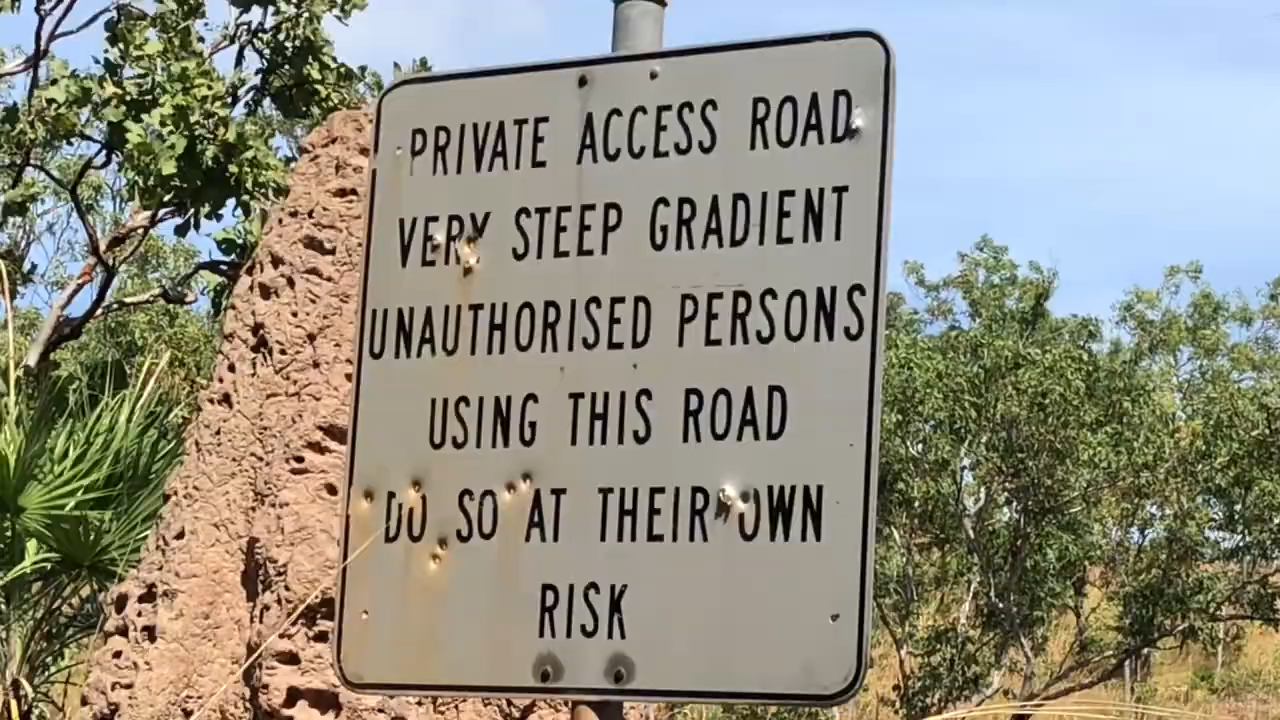 PRIVATE ACCESS ROAD
VERY STEEP GRADIENT
UNAUTHORISED PERSONS
USING THIS ROAD
DO SO AT THEIR OWN
RISK